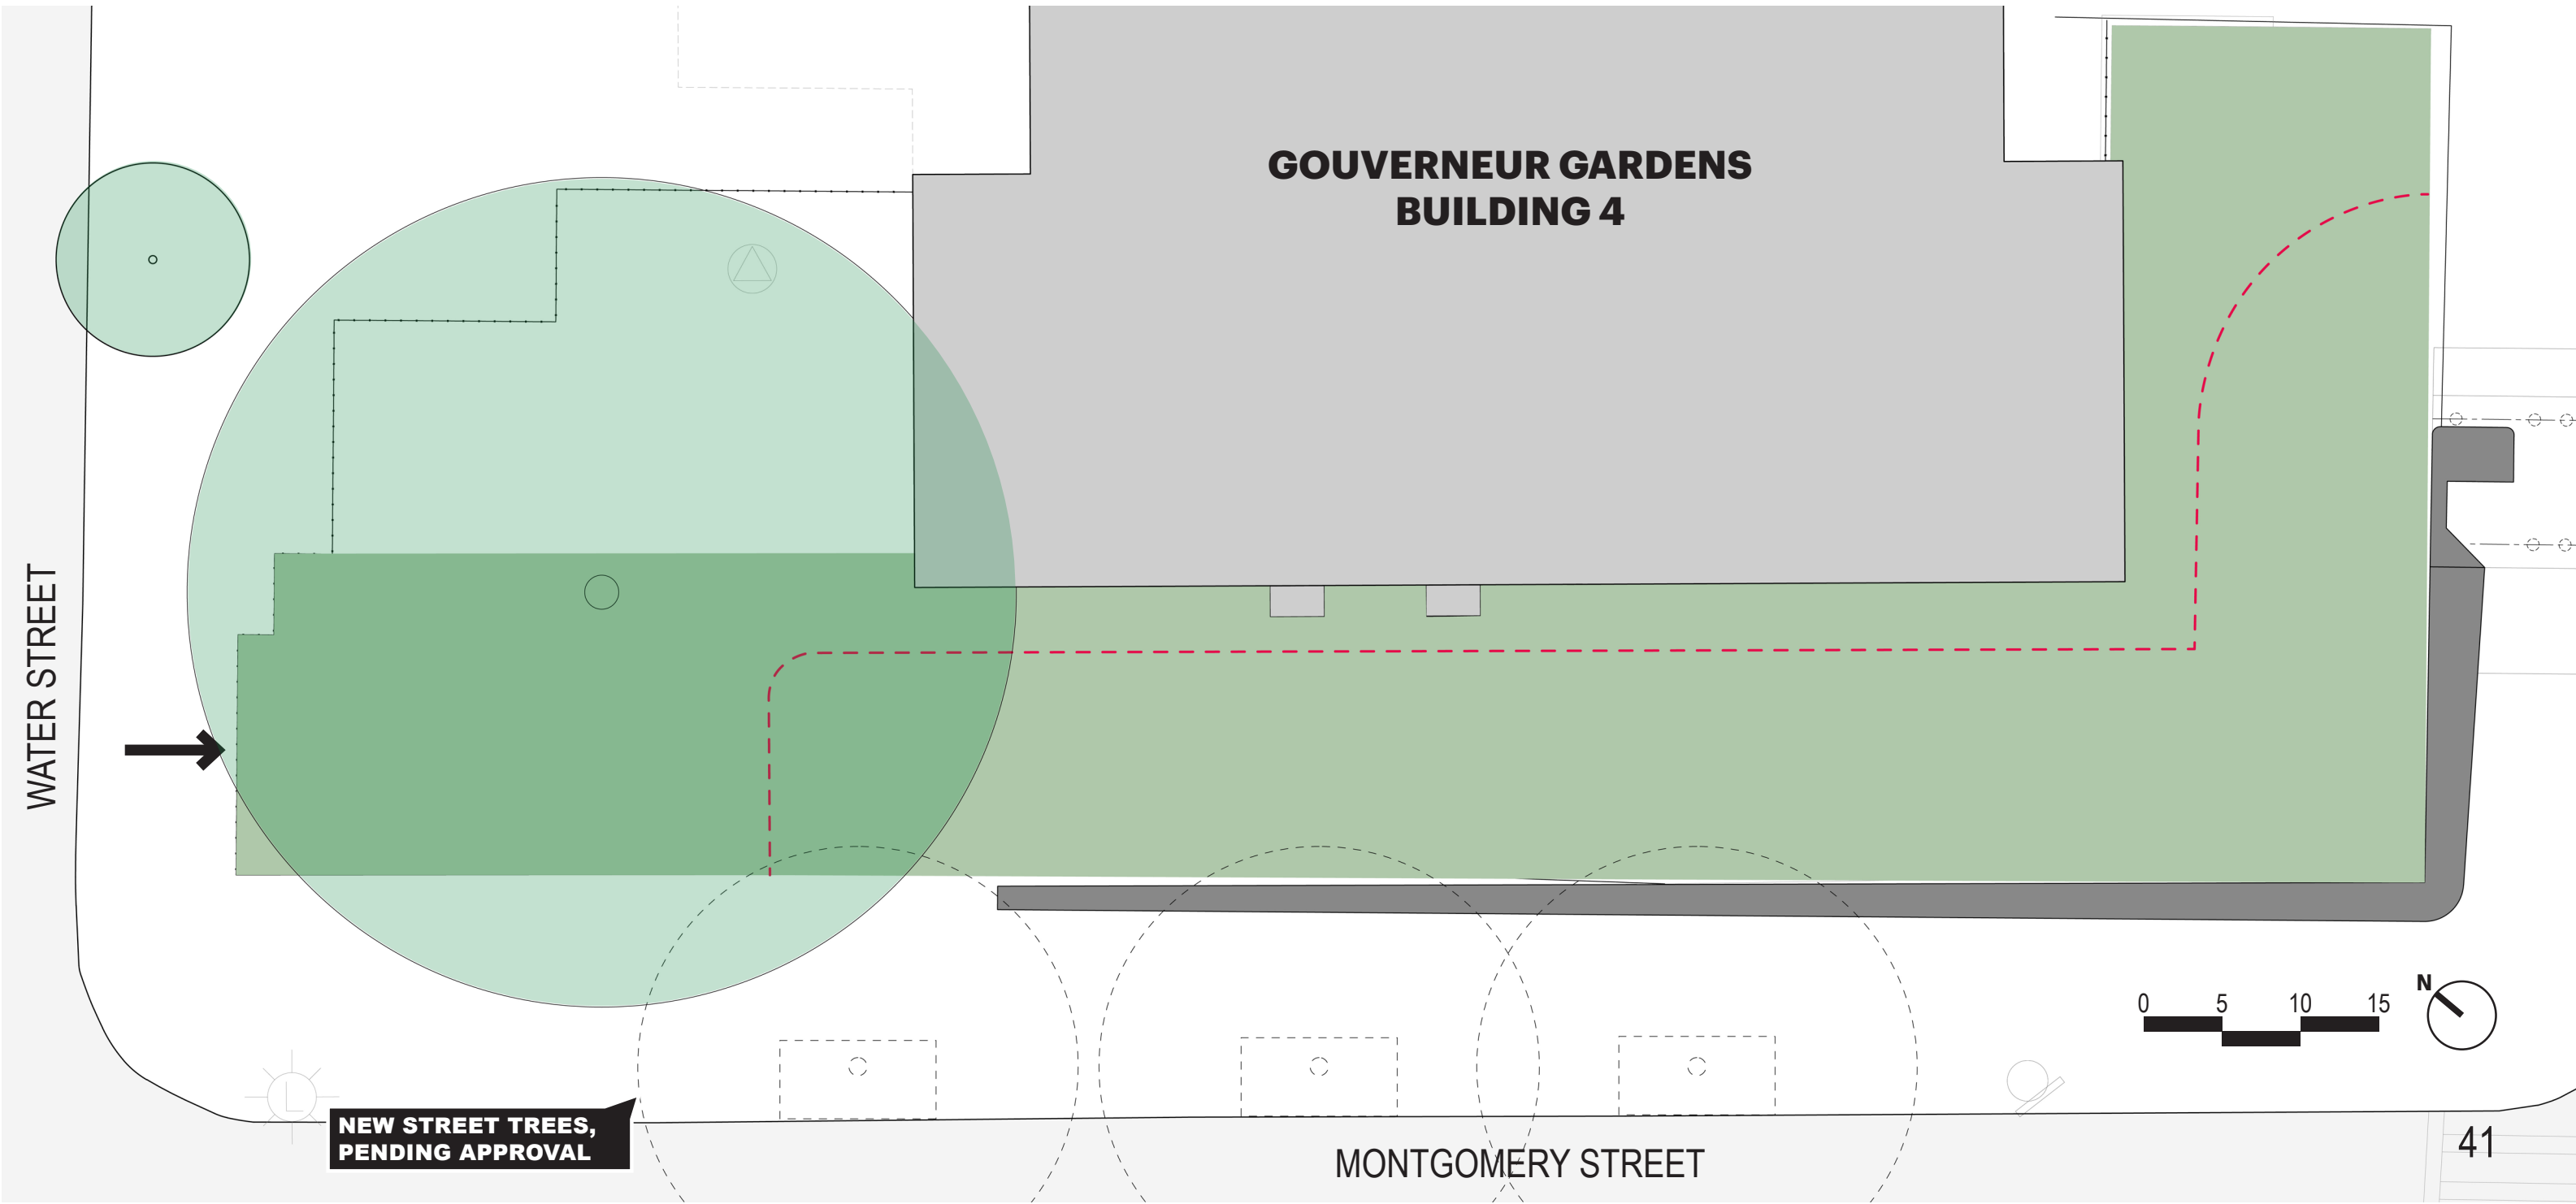 GOUVERNEUR GARDENS
BUILDING 4
WATER STREET
N
0 5 10 15
L
NEW STREET TREES,
PENDING APPROVAL
MONTGOMERY STREET
41